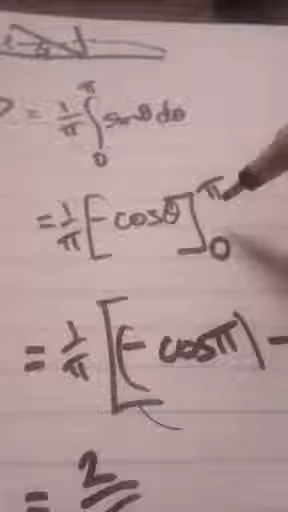 = 1/π ∫₀^π sinθ dθ
= 1/π [-cosθ]₀^π
= 1/π [(-cosπ) -
= 2